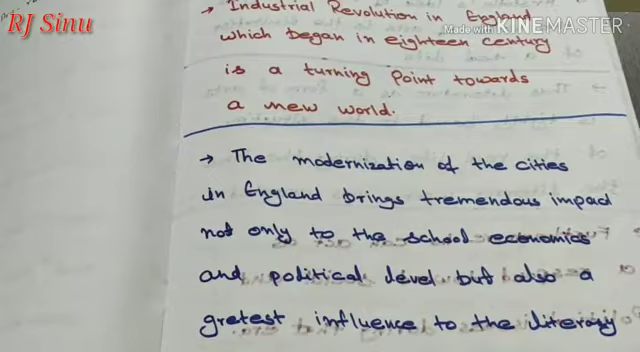 RJ Sinu
Made with KINEMASTER
→ Industrial Revolution in England
which began in eighteen century
is a turning point towards
a new world.
→ The modernization of the cities
in England brings tremendous impact
not only to the school economics
and political level but also a
gretest influence to the literary